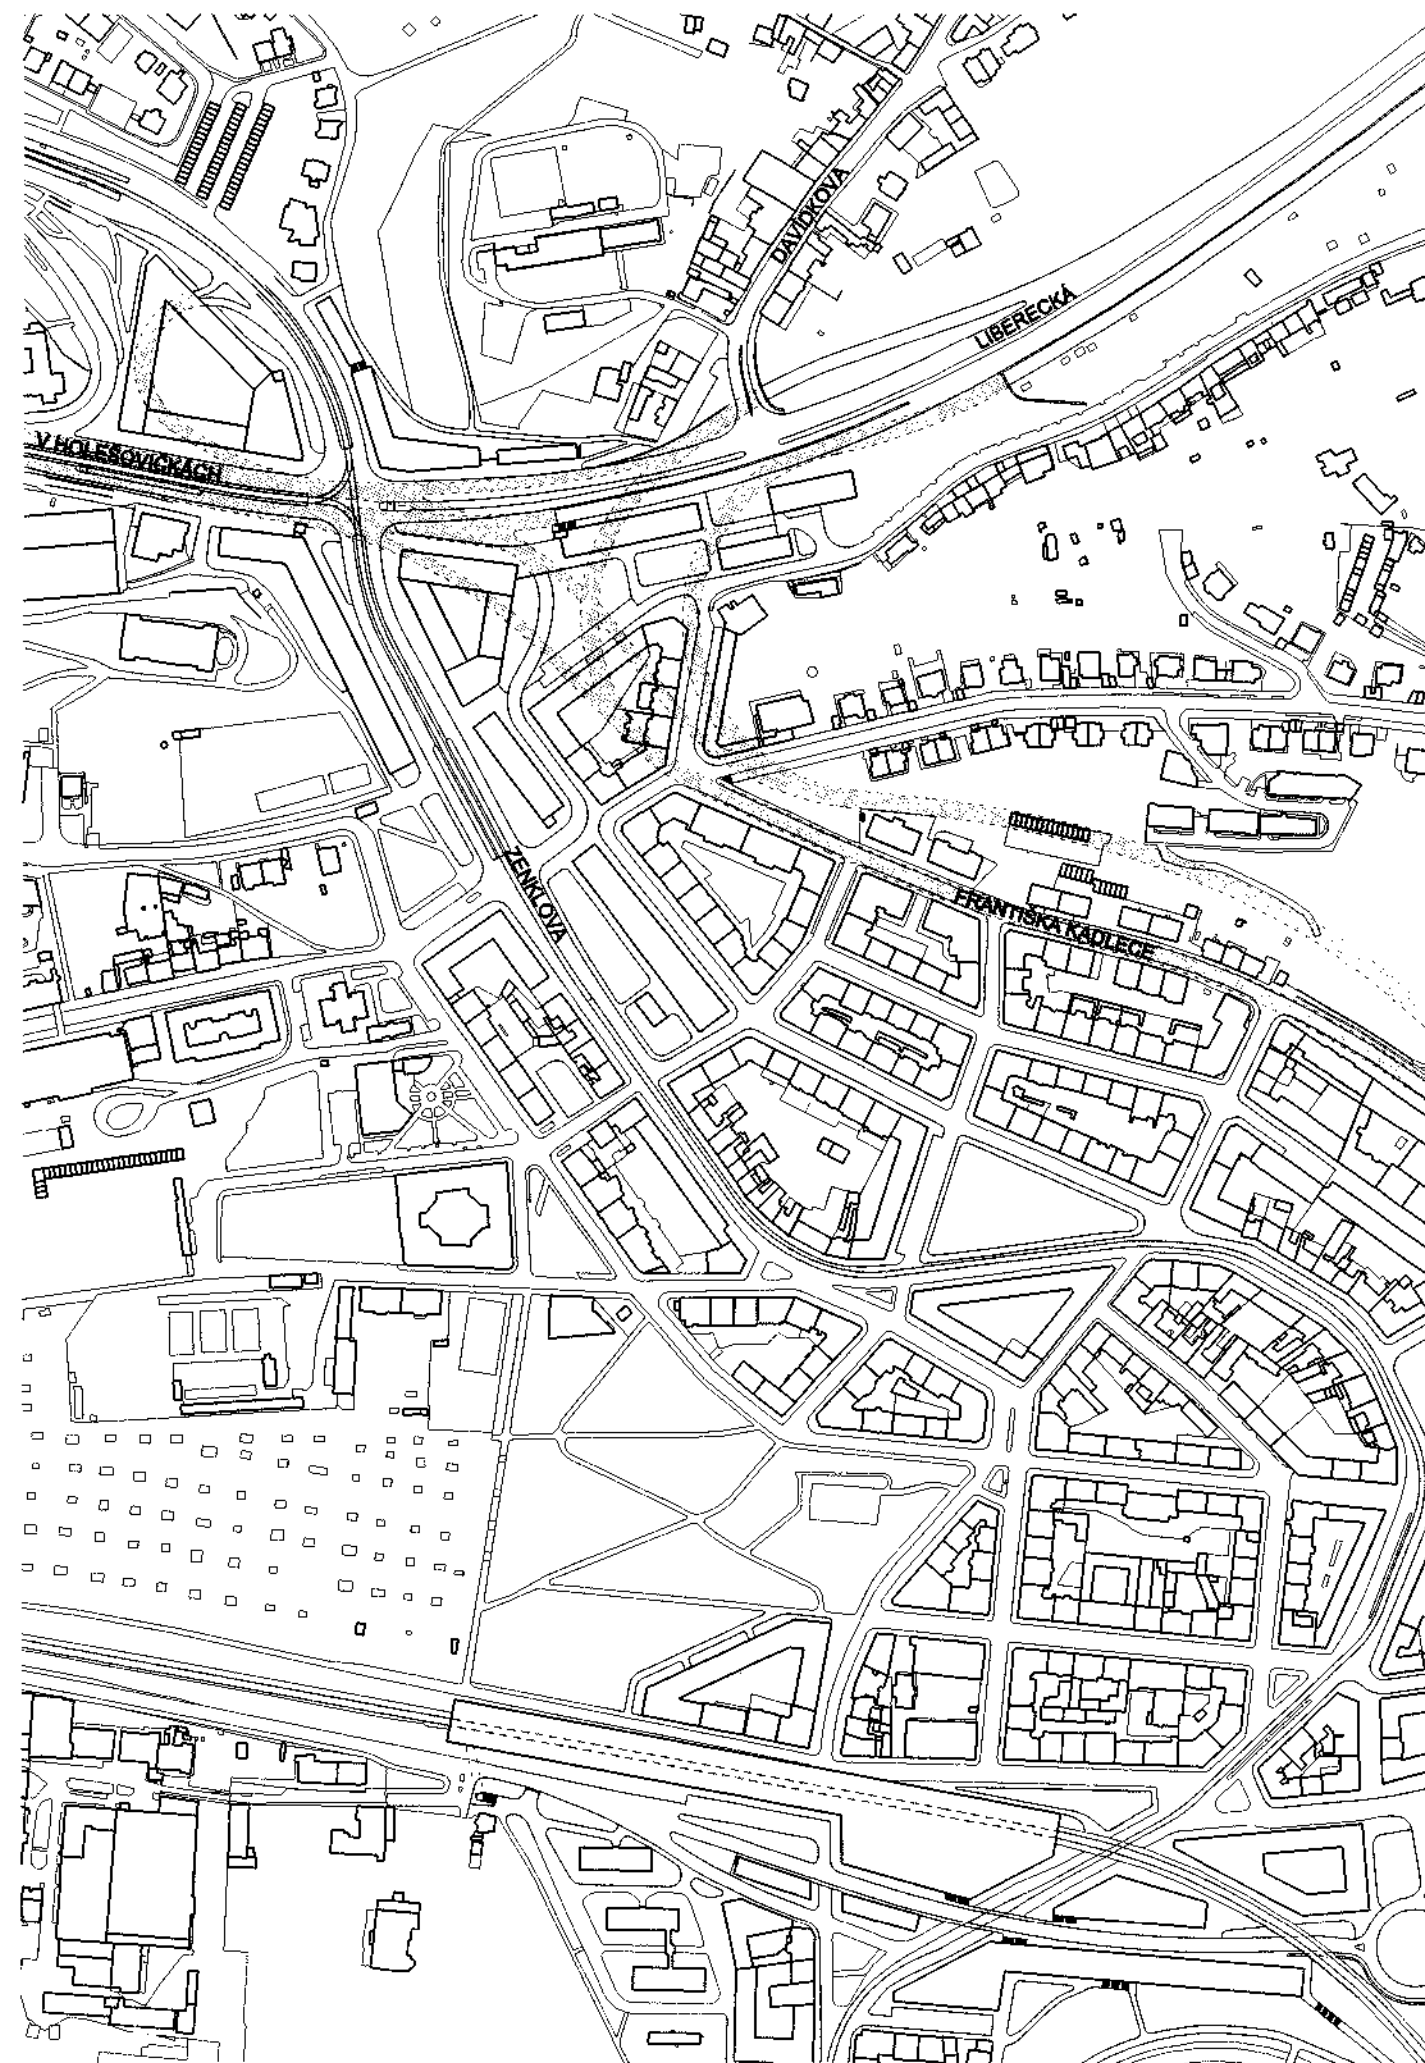 DAVÍDKOVA
LIBERECKÁ
V HOLEŠOVIČKÁCH
ZENKLOVA
FRANTIŠKA KADLECE